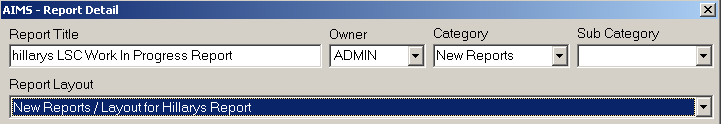 AIMS - Report Detail
Report Title Owner Category Sub Category
hillarys LSC Work In Progress Report ADMIN New Reports
Report Layout
New Reports / Layout for Hillarys Report